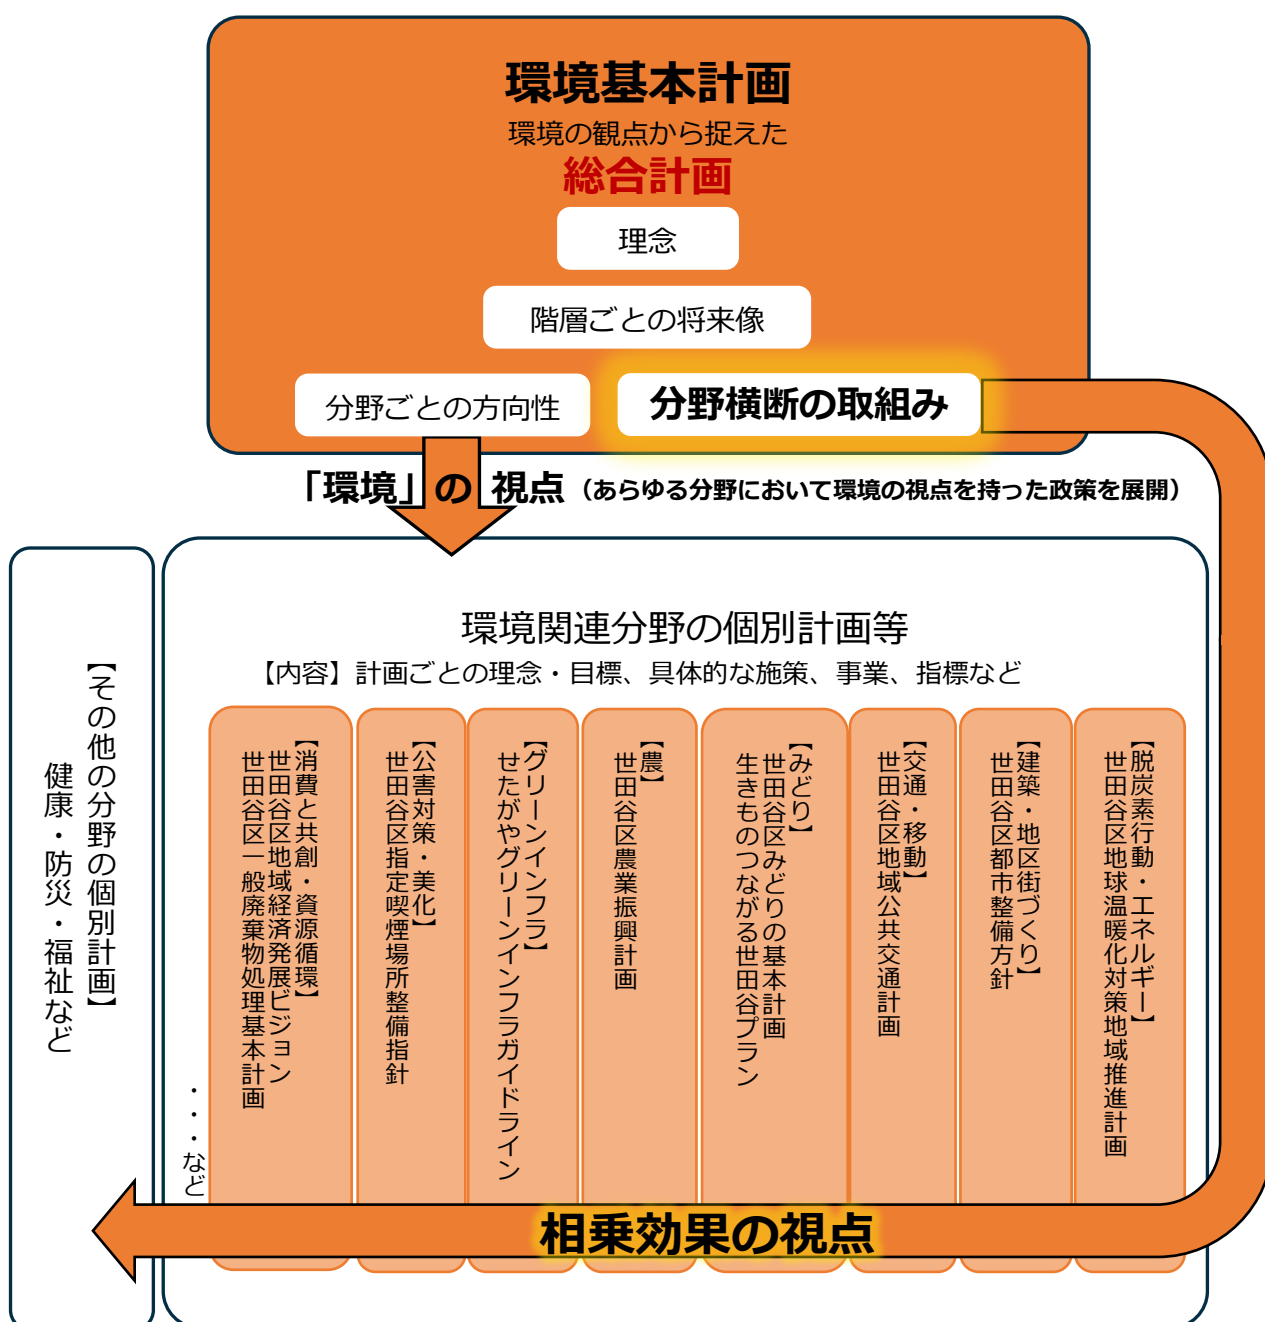 環境基本計画
環境の観点から捉えた
総合計画
理念
階層ごとの将来像
分野ごとの方向性
分野横断の取組み
「環境」の 視点（あらゆる分野において環境の視点を持った政策を展開）
環境関連分野の個別計画等
【内容】計画ごとの理念・目標、具体的な施策、事業、指標など
【脱炭素行動・エネルギー】
世田谷区地球温暖化対策地域推進計画
【建築・地区街づくり】
世田谷区都市整備方針
【交通・移動】
世田谷区地域公共交通計画
【みどり】
世田谷区みどりの基本計画
生きものつながる世田谷プラン
【農】
世田谷区農業振興計画
【グリーンインフラ】
せたがやグリーンインフラガイドライン
【公害対策・美化】
世田谷区指定喫煙場所整備指針
【消費と共創・資源循環】
世田谷区地域経済発展ビジョン
世田谷区一般廃棄物処理基本計画
・・・など
【その他の分野の個別計画】
健康・防災・福祉など
相乗効果の視点